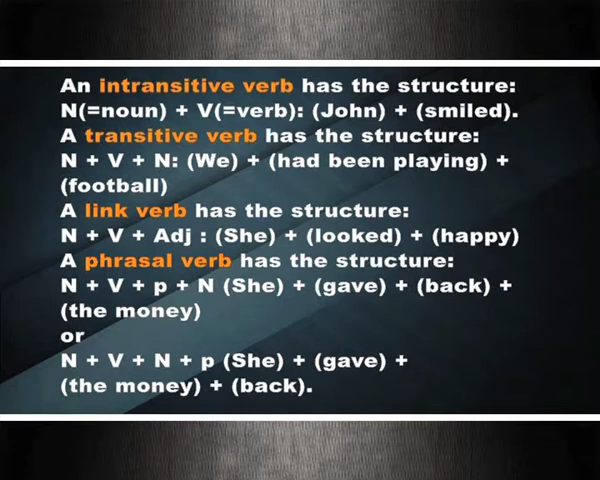 An intransitive verb has the structure:
N(=noun) + V(=verb): (John) + (smiled).
A transitive verb has the structure:
N + V + N: (We) + (had been playing) +
(football)
A link verb has the structure:
N + V + Adj : (She) + (looked) + (happy)
A phrasal verb has the structure:
N + V + p + N (She) + (gave) + (back) +
(the money)
or
N + V + N + p (She) + (gave) +
(the money) + (back).